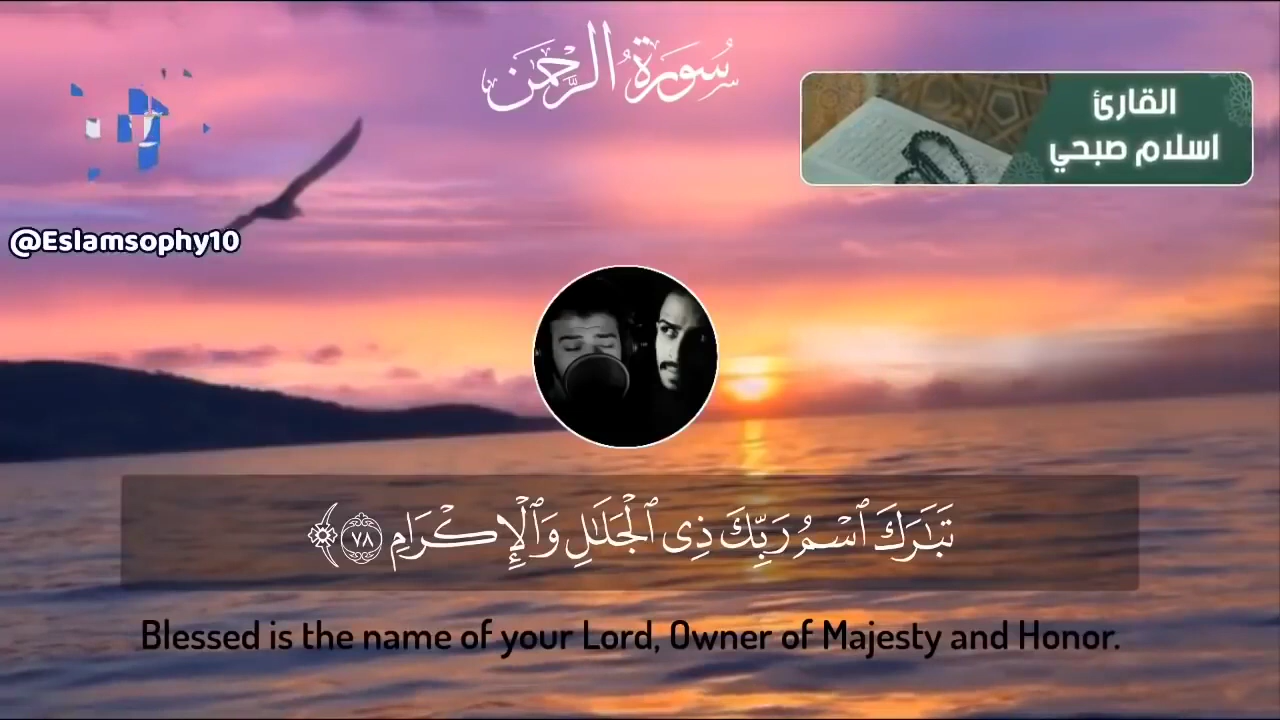 سُورَةُ الرَّحْمَن
القارئ
اسلام صبحي
@Eslamsophy10
تَبَٰرَكَ ٱسْمُ رَبِّكَ ذِى ٱلْجَلَٰلِ وَٱلْإِكْرَامِ ﴿٧٨﴾
Blessed is the name of your Lord, Owner of Majesty and Honor.